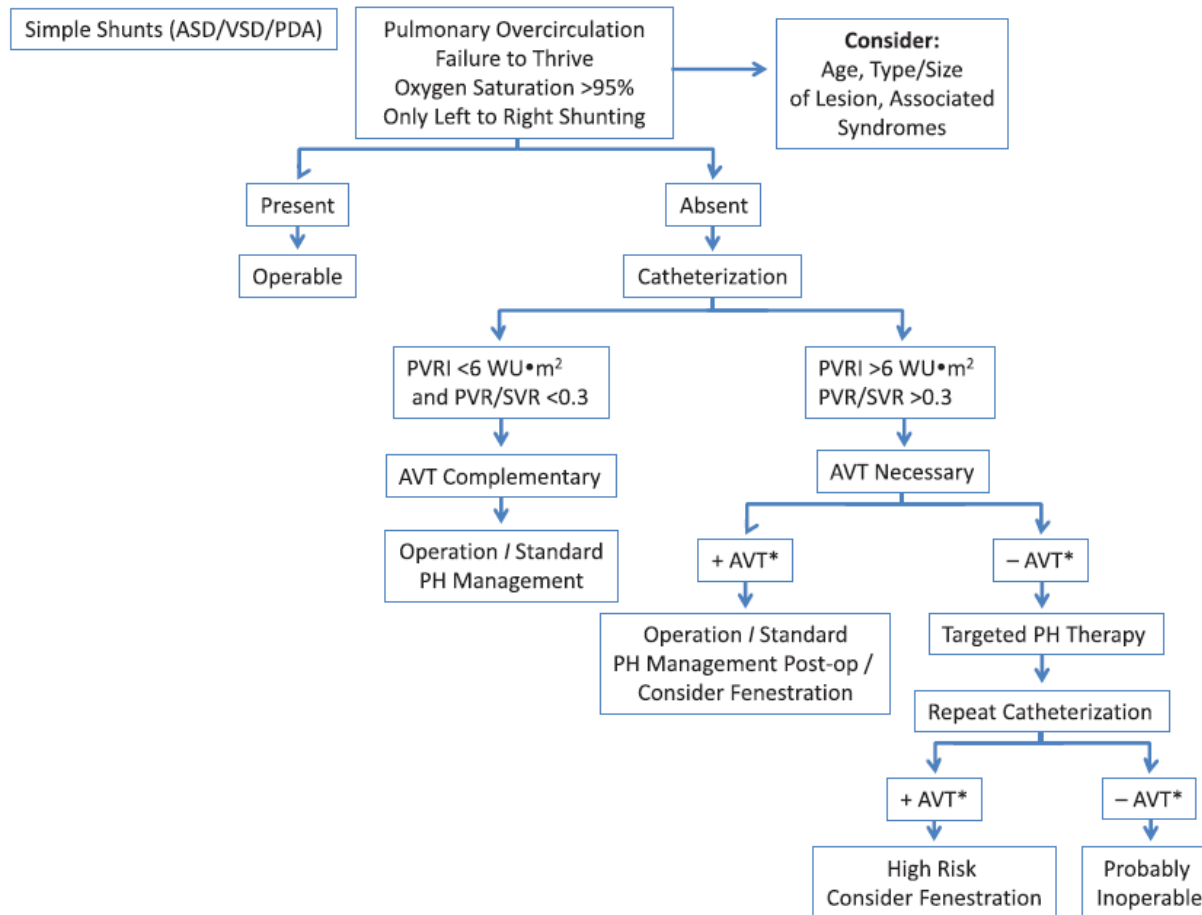 Simple Shunts (ASD/VSD/PDA)
Pulmonary Overcirculation
Failure to Thrive
Oxygen Saturation >95%
Only Left to Right Shunting
Consider:
Age, Type/Size
of Lesion, Associated
Syndromes
Present
Absent
Operable
Catheterization
PVRI <6 WU•m²
and PVR/SVR <0.3
PVRI >6 WU•m²
PVR/SVR >0.3
AVT Complementary
AVT Necessary
Operation / Standard
PH Management
+ AVT*
– AVT*
Operation / Standard
PH Management Post-op /
Consider Fenestration
Targeted PH Therapy
Repeat Catheterization
+ AVT*
– AVT*
High Risk
Consider Fenestration
Probably
Inoperable